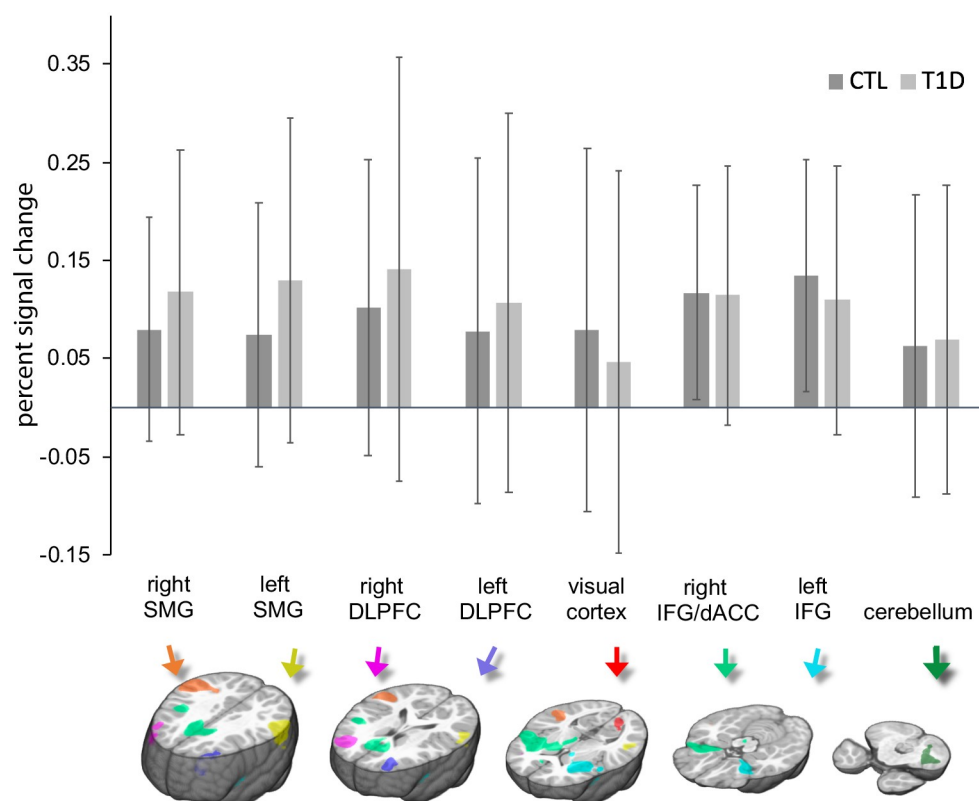 0.35
0.25
0.15
0.05
-0.05
-0.15
percent signal change
CTL T1D
right
SMG
left
SMG
right
DLPFC
left
DLPFC
visual
cortex
right
IFG/dACC
left
IFG
cerebellum